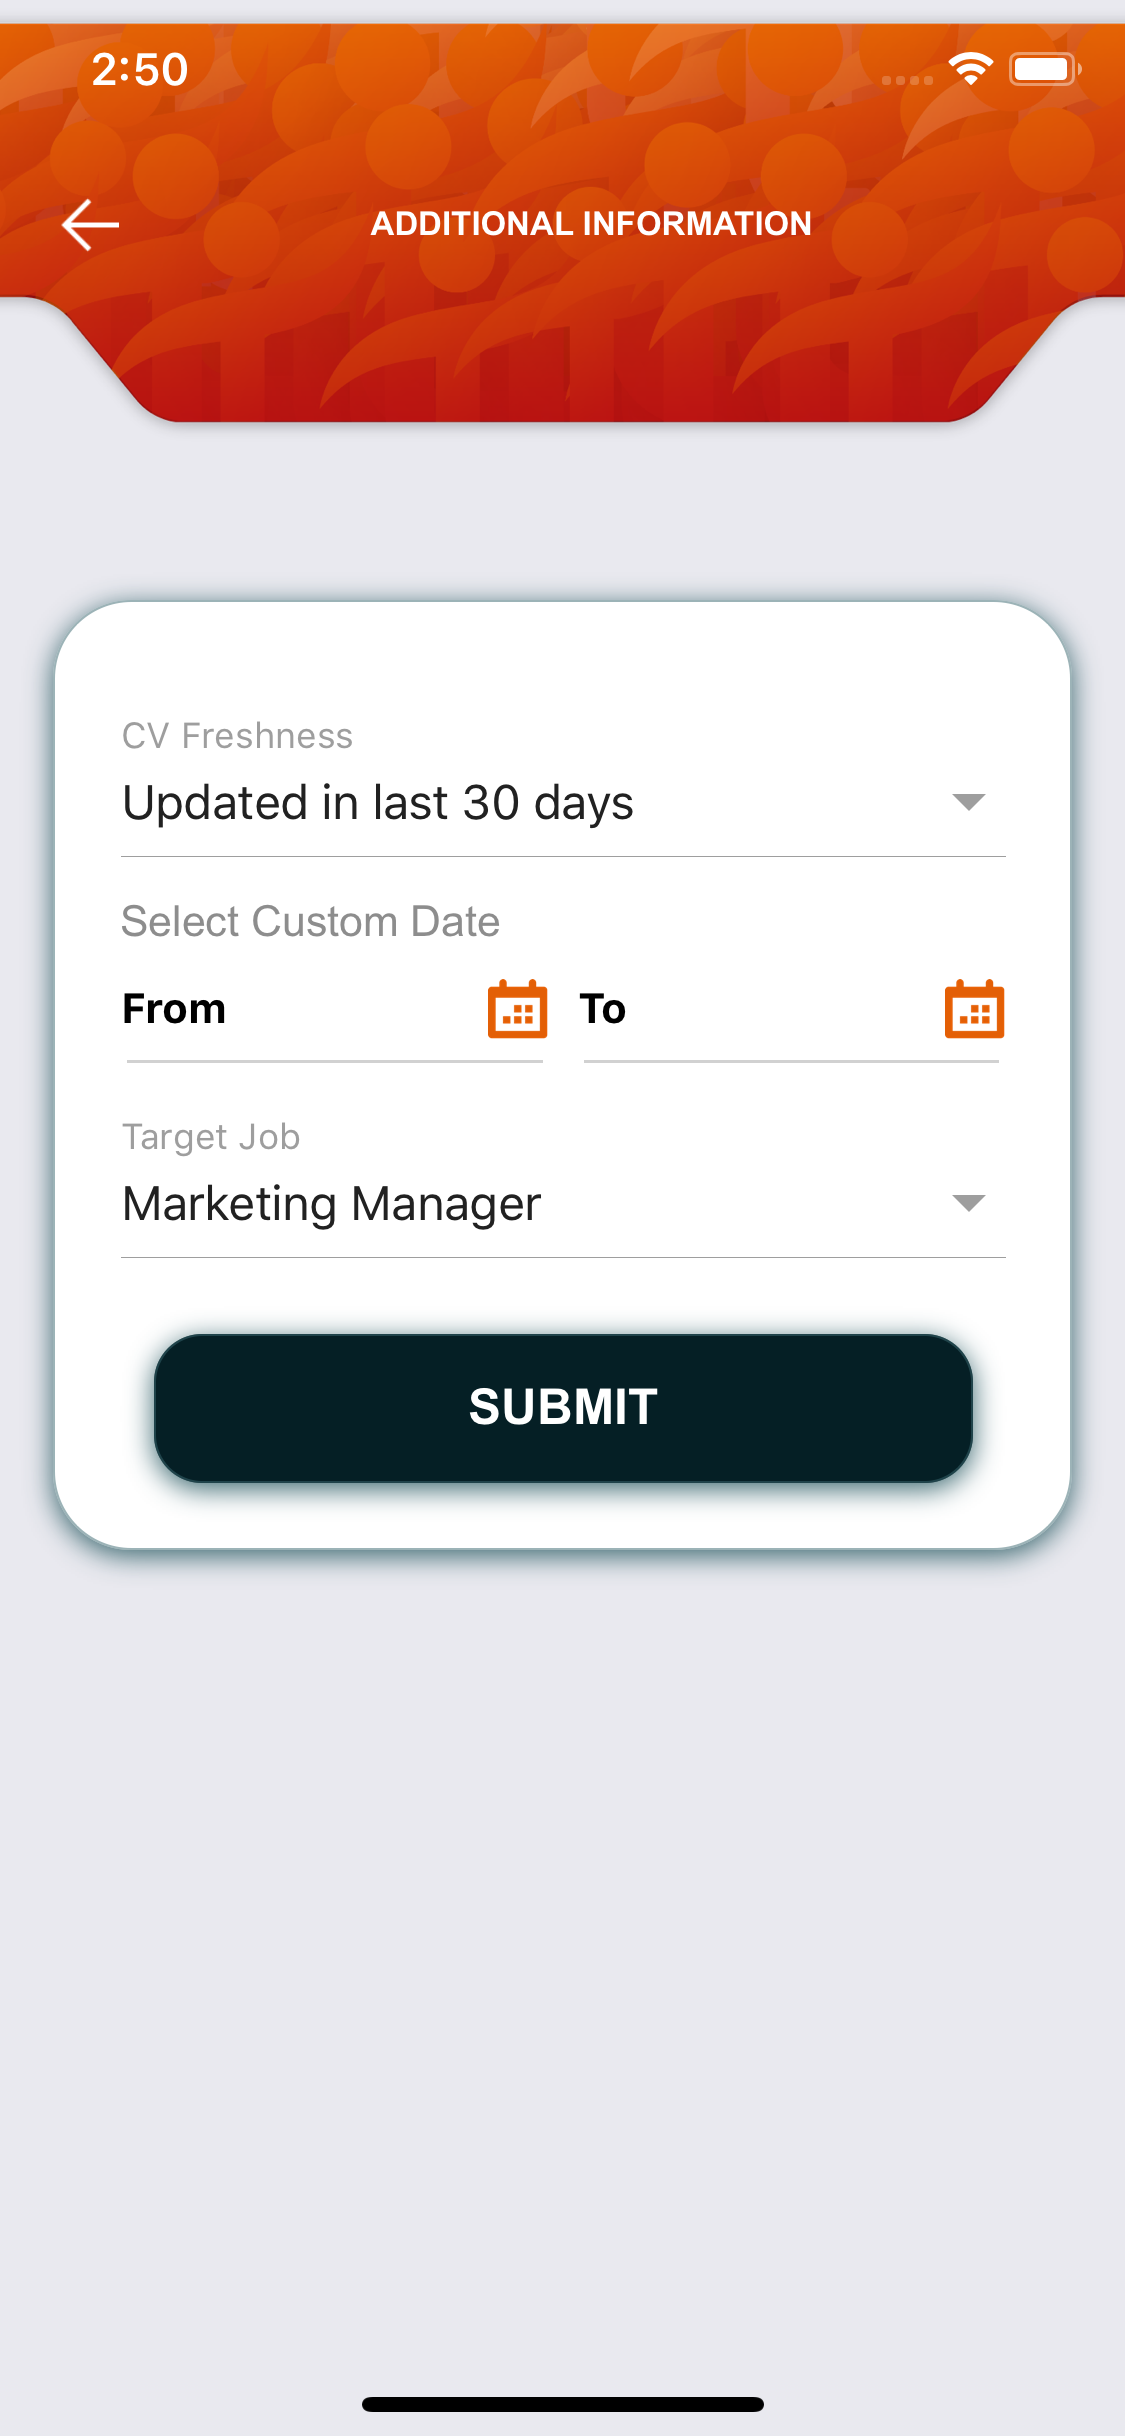 2:50
ADDITIONAL INFORMATION
CV Freshness
Updated in last 30 days
Select Custom Date
From To
Target Job
Marketing Manager
SUBMIT